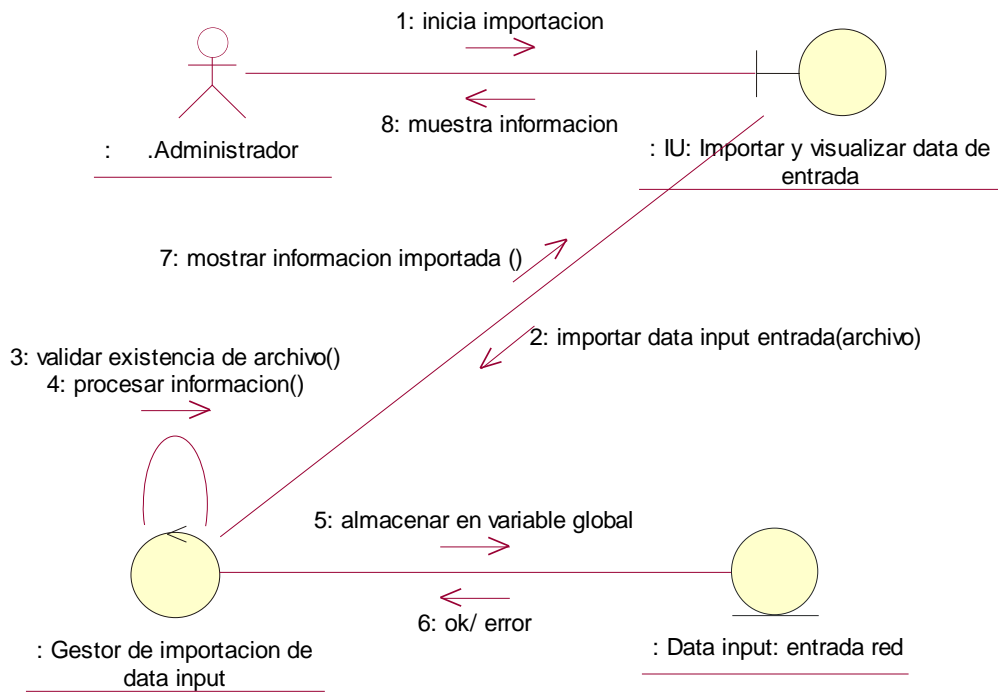 1: inicia importacion
8: muestra informacion
: .Administrador
: IU: Importar y visualizar data de
entrada
7: mostrar informacion importada ()
2: importar data input entrada(archivo)
3: validar existencia de archivo()
4: procesar informacion()
5: almacenar en variable global
6: ok/ error
: Gestor de importacion de
data input
: Data input: entrada red